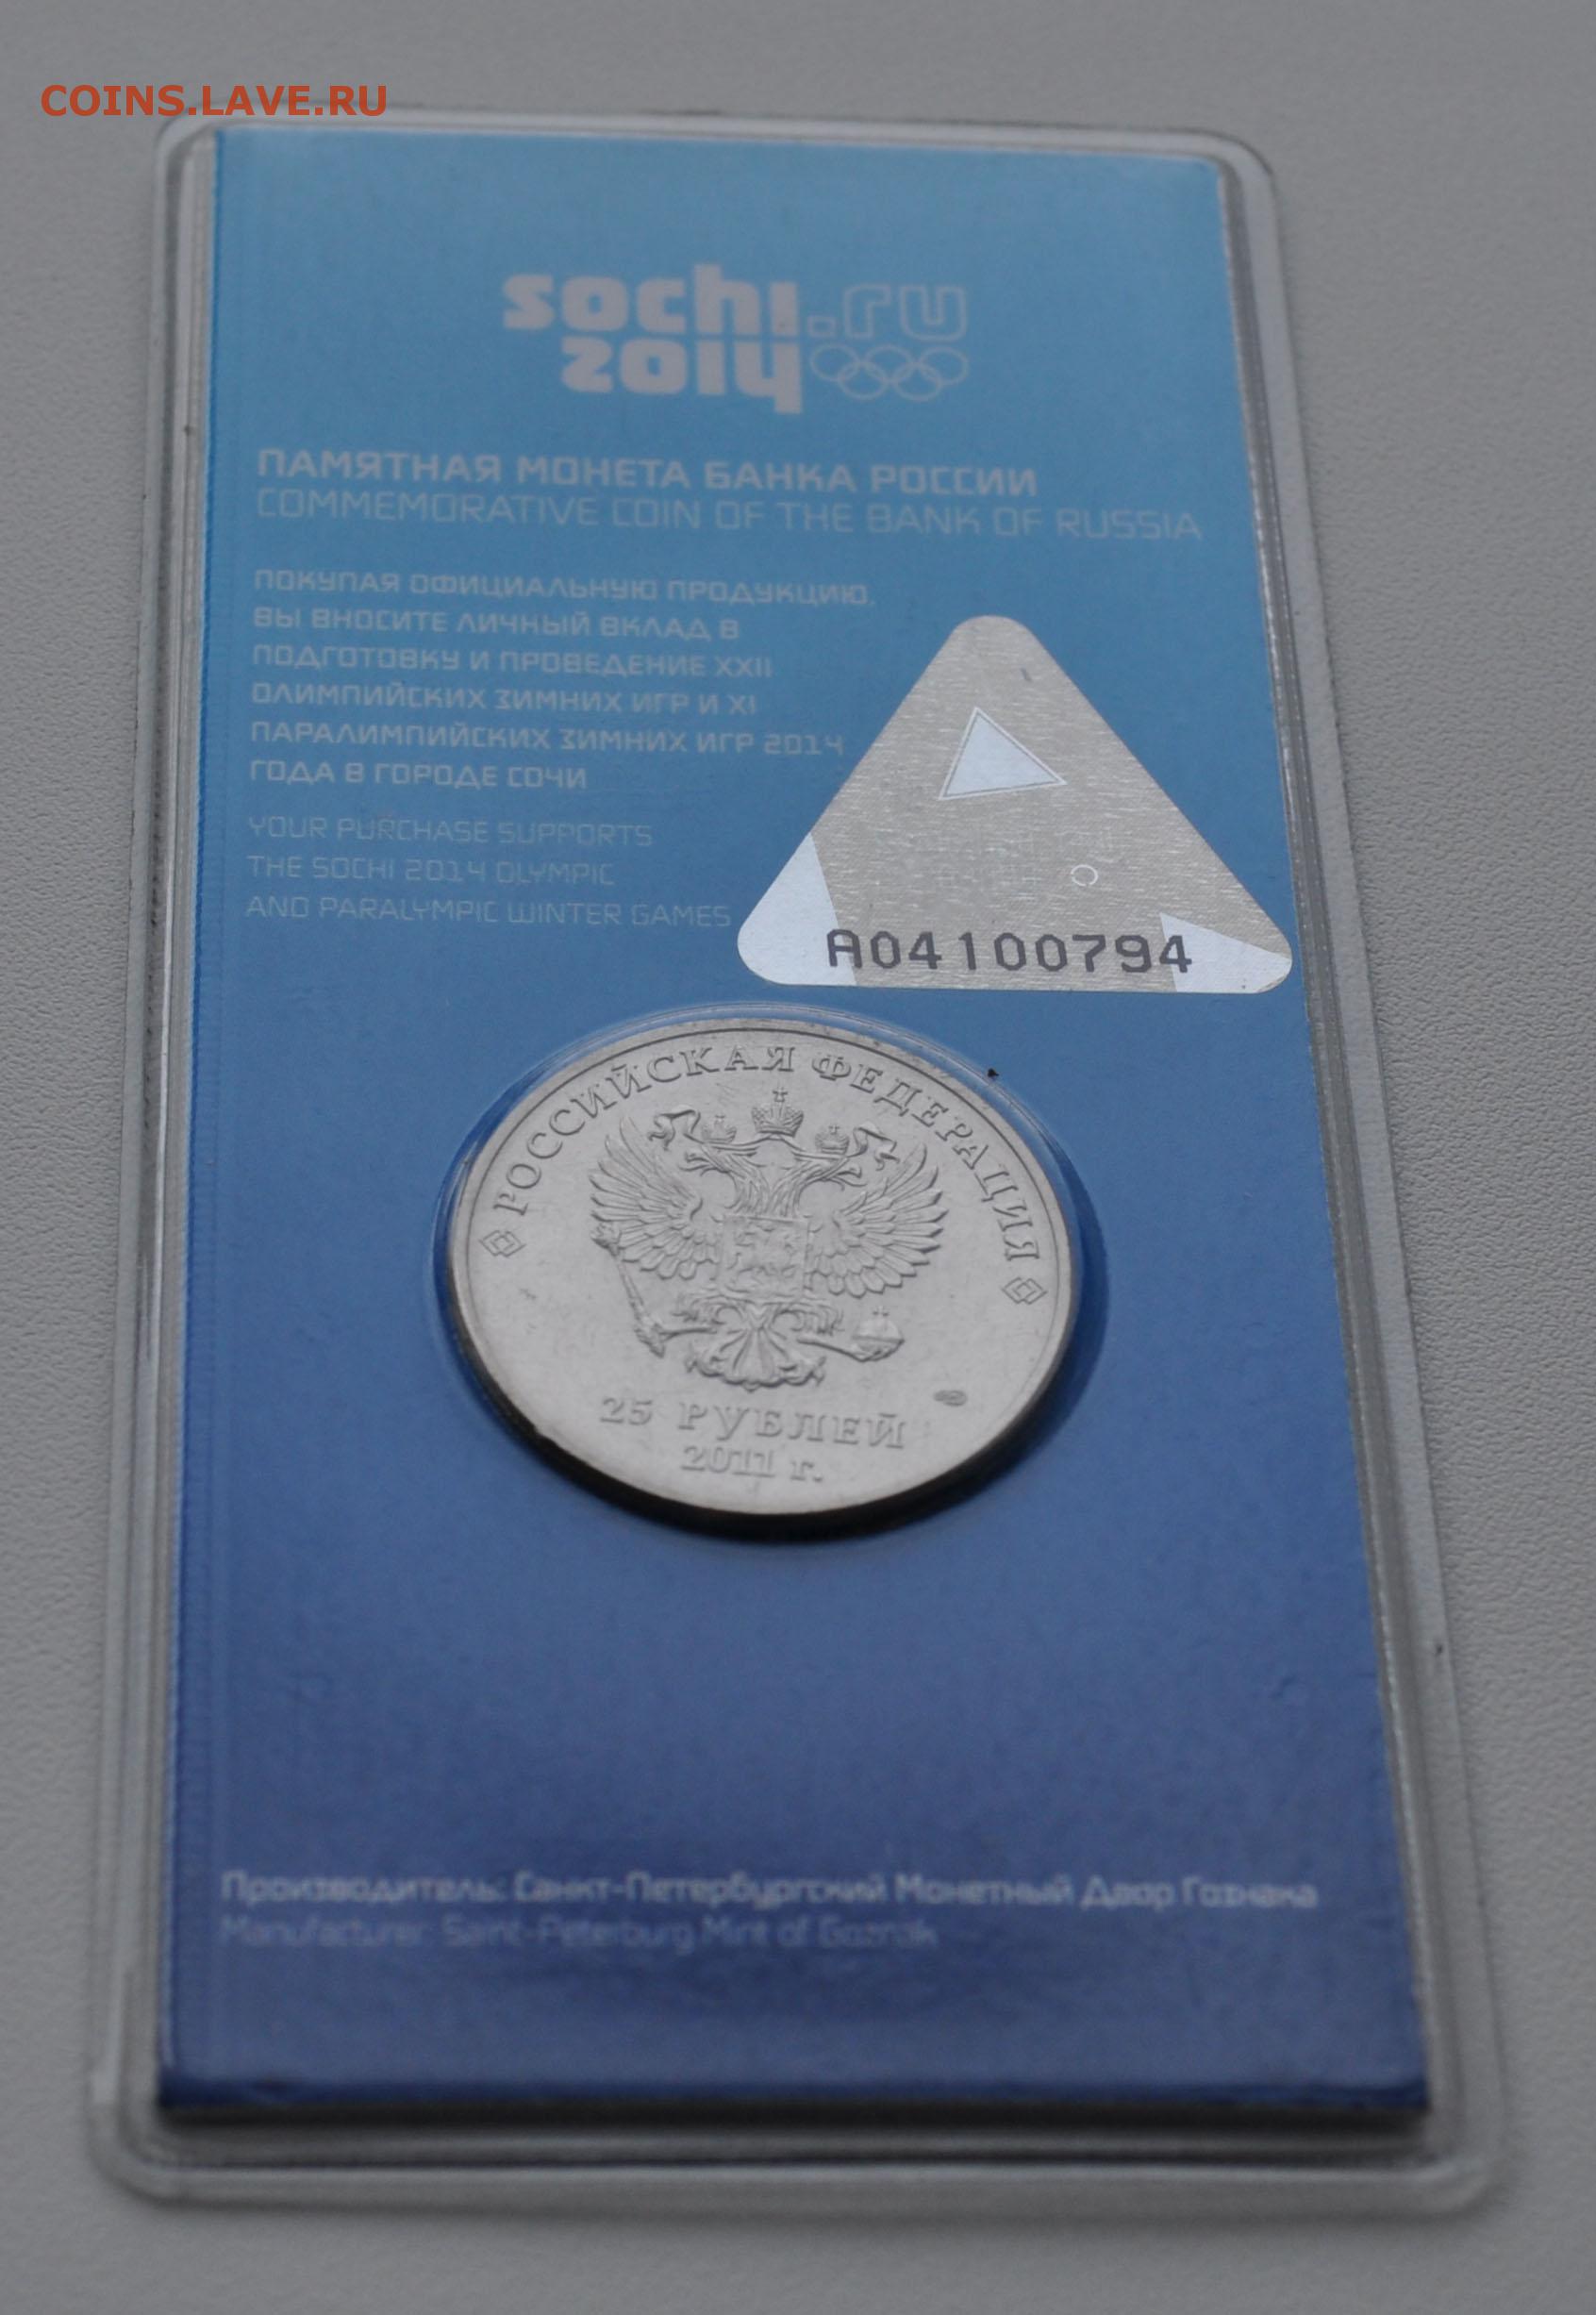 COINS.LAVE.RU
sochi.ru
2014
ПАМЯТНАЯ МОНЕТА БАНКА РОССИИ
COMMEMORATIVE COIN OF THE BANK OF RUSSIA
ПОКУПАЯ ОФИЦИАЛЬНУЮ ПРОДУКЦИЮ,
ВЫ ВНОСИТЕ ЛИЧНЫЙ ВКЛАД В
ПОДГОТОВКУ И ПРОВЕДЕНИЕ XXII
ОЛИМПИЙСКИХ ЗИМНИХ ИГР И XI
ПАРАЛИМПИЙСКИХ ЗИМНИХ ИГР 2014
ГОДА В ГОРОДЕ СОЧИ
YOUR PURCHASE SUPPORTS
THE SOCHI 2014 OLYMPIC
AND PARALYMPIC WINTER GAMES
A04100794
РОССИЙСКАЯ ФЕДЕРАЦИЯ
25 РУБЛЕЙ
2011 г.
Производитель: Санкт-Петербургский Монетный Двор Гознака
Manufacturer: Saint-Petersburg Mint of Goznak